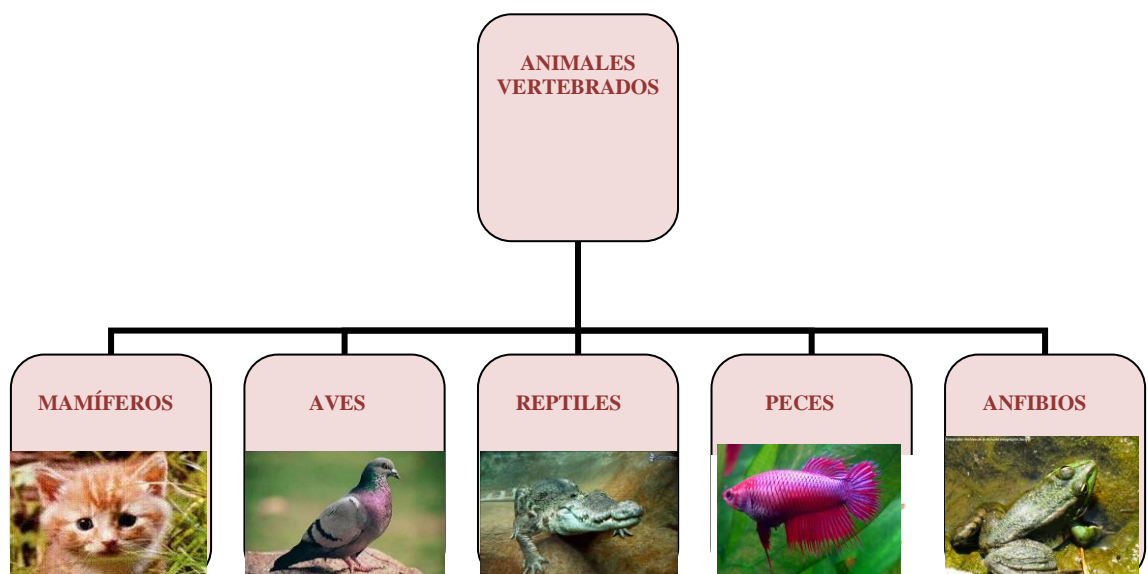 ANIMALES
VERTEBRADOS
MAMÍFEROS
AVES
REPTILES
PECES
ANFIBIOS